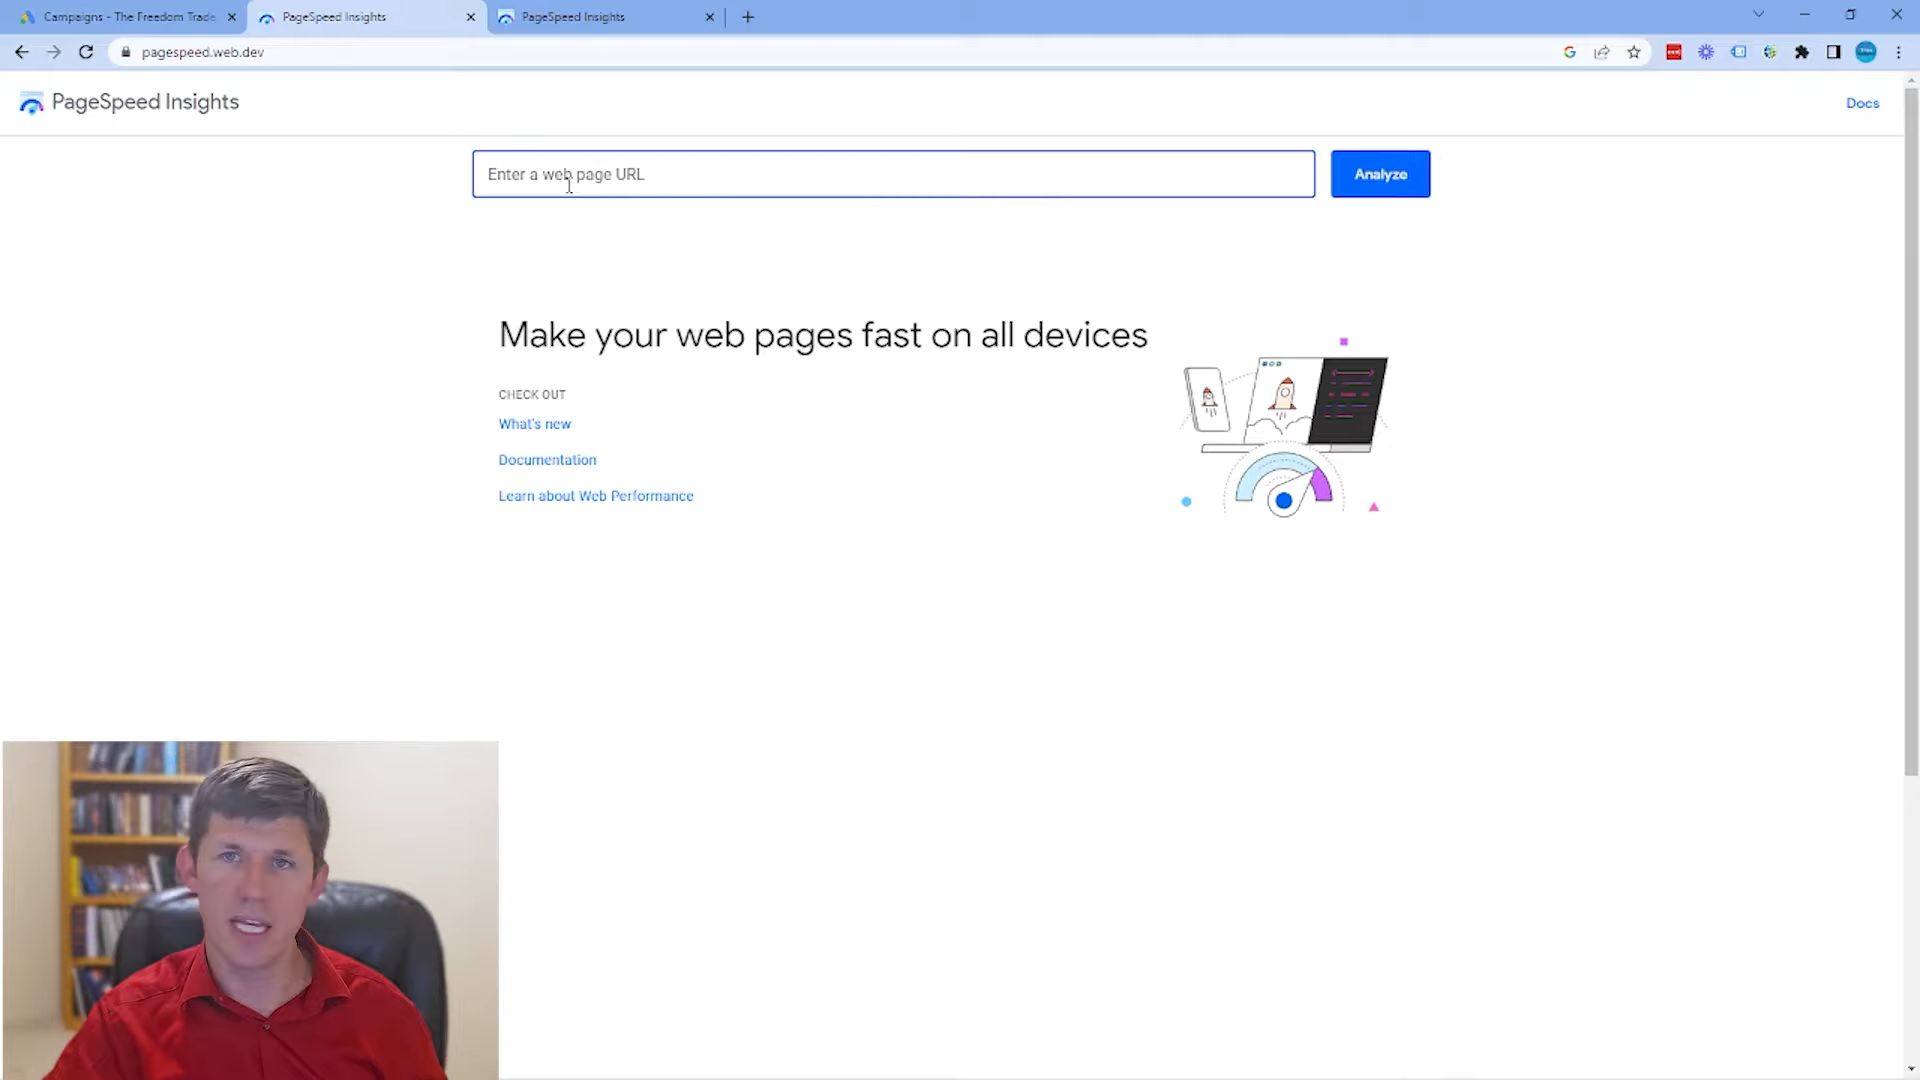 Campaigns - The Freedom Trade
PageSpeed Insights
PageSpeed Insights
pagespeed.web.dev
PageSpeed Insights
Docs
Enter a web page URL
Analyze
Make your web pages fast on all devices
CHECK OUT
What's new
Documentation
Learn about Web Performance